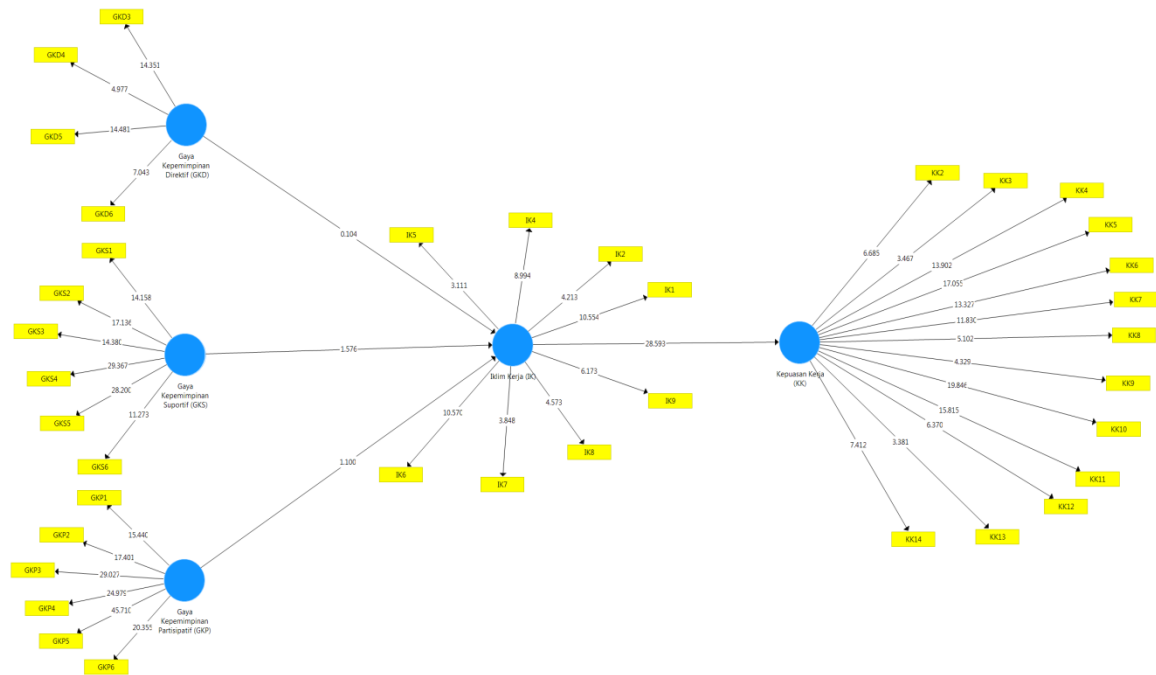 GKD3
GKD4
14.351
4.977
GKD5
14.481
7.043
Gaya
Kepemimpinan
Direktif (GKD)
GKD6
GKS1
GKS2
14.158
17.136
GKS3
14.380
GKS4
29.367
28.200
GKS5
11.273
Gaya
Kepemimpinan
Suportif (GKS)
GKS6
GKP1
GKP2
15.440
17.401
GKP3
29.027
24.979
GKP4
45.710
GKP5
20.355
Gaya
Kepemimpinan
Partisipatif (GKP)
GKP6
0.104
1.576
1.100
IK5
IK4
IK2
IK1
3.111
8.994
4.213
10.554
Iklim Kerja (IK)
6.173
IK9
4.573
3.848
10.570
IK8
IK6
IK7
28.593
Kepuasan Kerja
(KK)
KK2
KK3
KK4
KK5
KK6
KK7
KK8
KK9
KK10
KK11
KK12
KK13
KK14
6.685
3.467
13.902
17.055
13.327
11.830
5.102
4.329
19.846
15.815
6.370
3.381
7.412